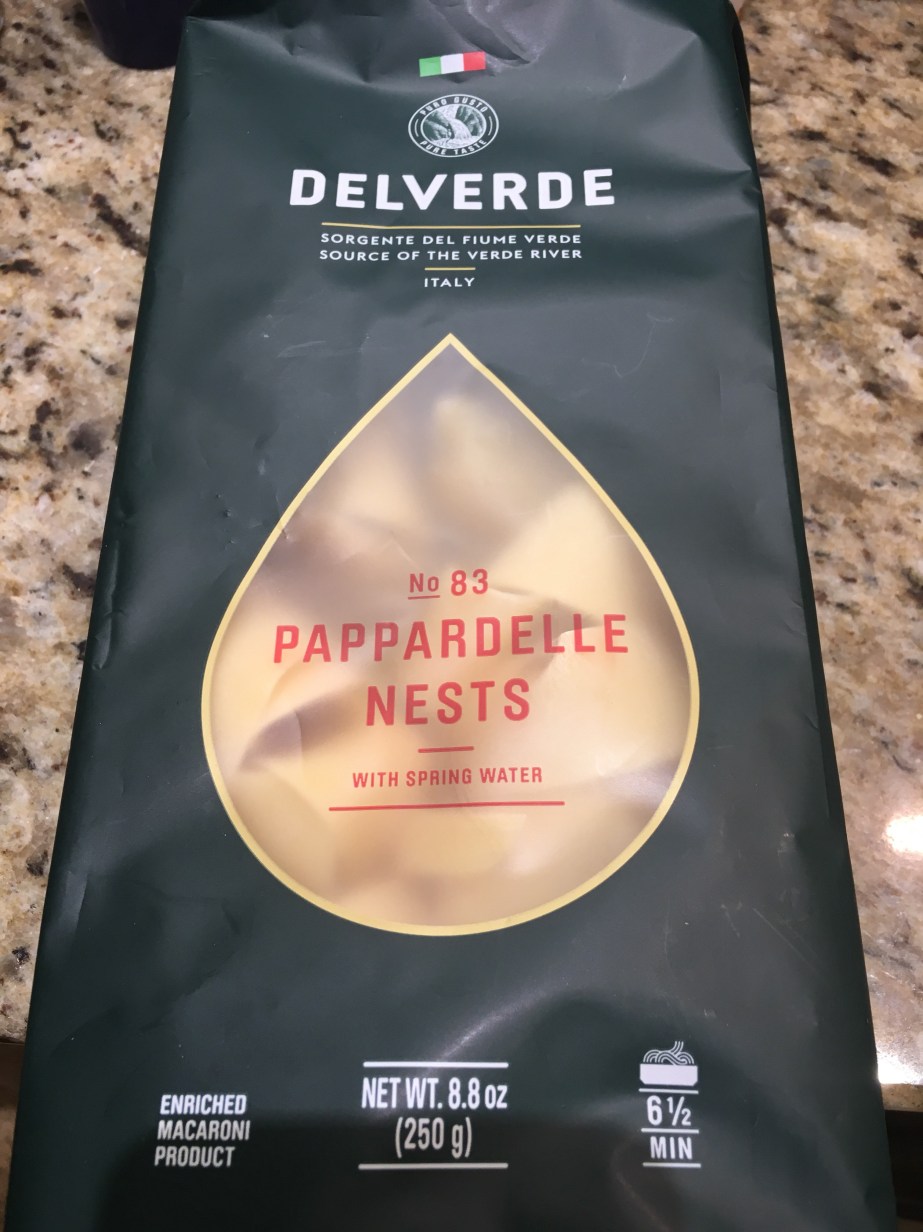 PURO GUSTO
PURE TASTE
DELVERDE
SORGENTE DEL FIUME VERDE
SOURCE OF THE VERDE RIVER
ITALY
No 83
PAPPARDELLE
NESTS
WITH SPRING WATER
ENRICHED
MACARONI
PRODUCT
NET WT. 8.8 oz
(250 g)
6½
MIN